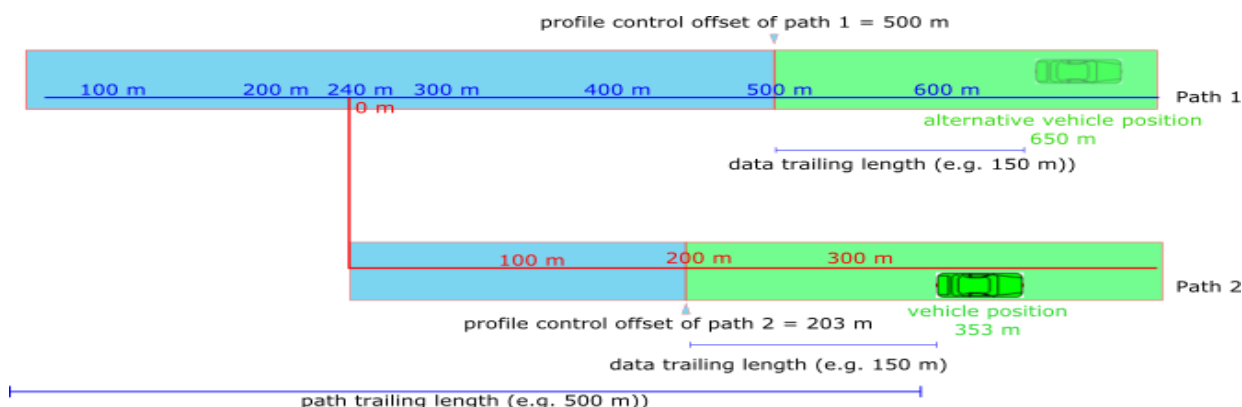 profile control offset of path 1 = 500 m
100 m 200 m 240 m 300 m 400 m 500 m 600 m
0 m
Path 1
alternative vehicle position
650 m
data trailing length (e.g. 150 m))
100 m 200 m 300 m
Path 2
vehicle position
353 m
profile control offset of path 2 = 203 m
data trailing length (e.g. 150 m)
path trailing length (e.g. 500 m))